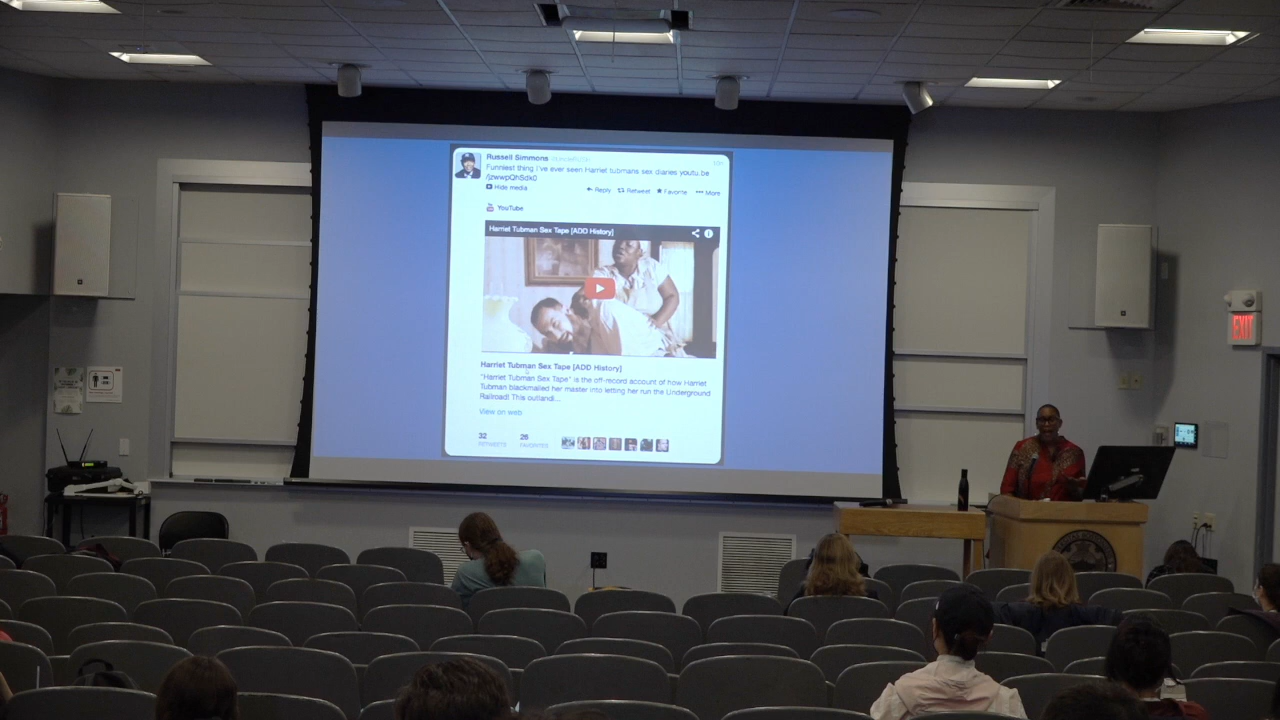 Russell Simmons
Funniest thing I've ever seen Harriet tubmans sex diaries youtu.be
/jzwwpQhSdk0
Hide media
Reply Retweet Favorite More
YouTube
Harriet Tubman Sex Tape [ADD History]
Harriet Tubman Sex Tape [ADD History]
"Harriet Tubman Sex Tape" is the off-record account of how Harriet
Tubman blackmailed her master into letting her run the Underground
Railroad! This outlandi...
View on web
32 26
RETWEETS FAVORITES
EXIT